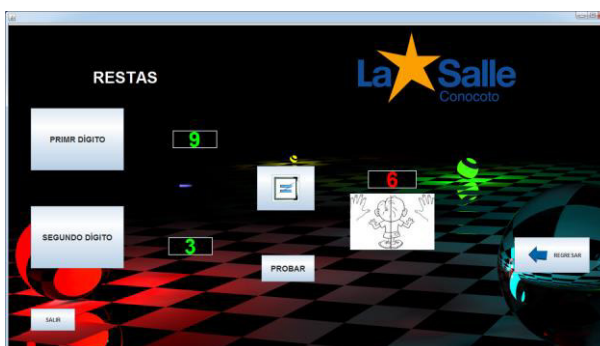 RESTAS
La Salle
Conocoto
PRIMR DÍGITO
9
-
=
6
SEGUNDO DÍGITO
3
PROBAR
REGRESAR
SALIR